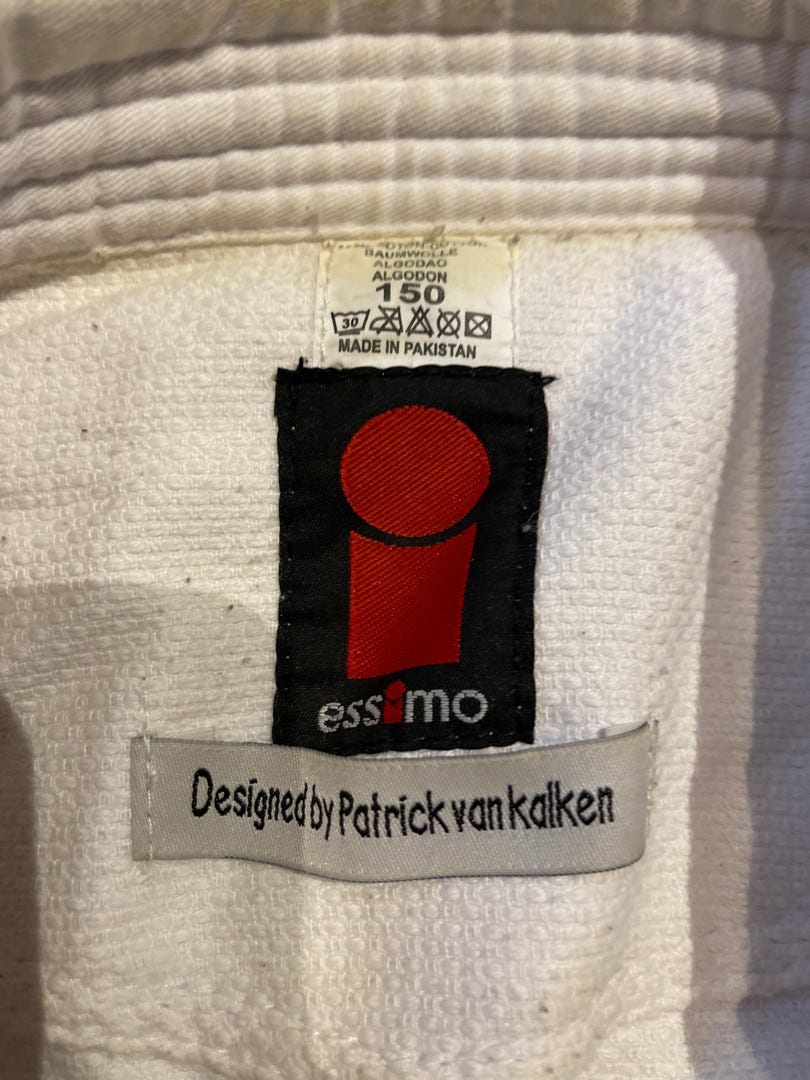 BAUMWOLLE
ALGODAO
ALGODON
150
30
MADE IN PAKISTAN
essimo
Designed by Patrick van kalken